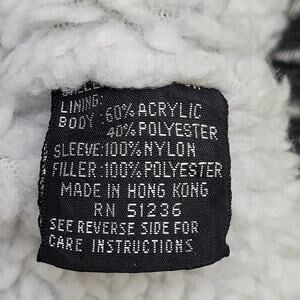 LINING:
BODY: 60% ACRYLIC
40% POLYESTER
SLEEVE: 100% NYLON
FILLER: 100% POLYESTER
MADE IN HONG KONG
RN 51236
SEE REVERSE SIDE FOR
CARE INSTRUCTIONS